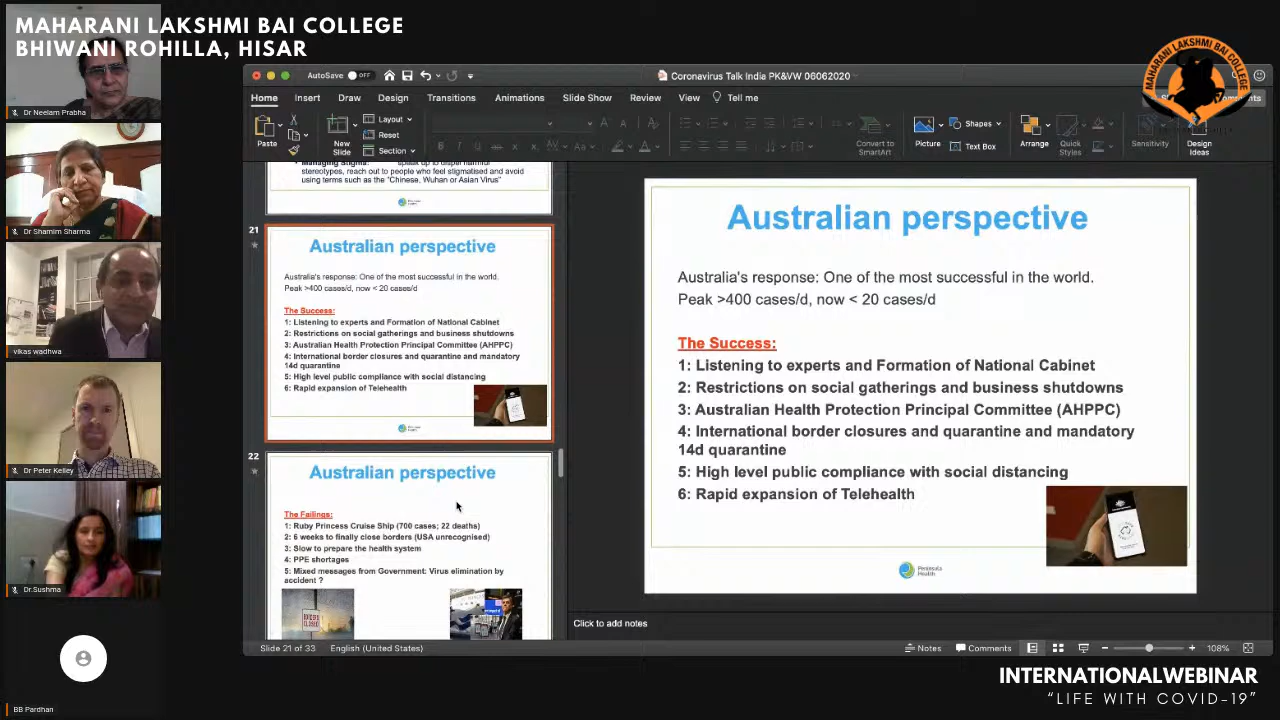 MAHARANI LAKSHMI BAI COLLEGE
BHIWANI ROHILLA, HISAR
Dr Neelam Prabha
Dr Shamim Sharma
vikas wadhwa
Dr Peter Kelley
Dr.Sushma
BB Pardhan
AutoSave OFF
Coronavirus Talk India PK&VW 06062020
Home Insert Draw Design Transitions Animations Slide Show Review View Tell me
MAHARANI LAKSHMI BAI COLLEGE
Paste
New Slide
Layout
Reset
Section
Convert to SmartArt
Picture
Shapes
Text Box
Arrange
Quick Styles
Sensitivity
Design Ideas
stereotypes, reach out to people who feel stigmatised and avoid
using terms such as the "Chinese, Wuhan or Asian Virus"
21
Australian perspective
Australia's response: One of the most successful in the world.
Peak >400 cases/d, now < 20 cases/d
The Success:
1: Listening to experts and Formation of National Cabinet
2: Restrictions on social gatherings and business shutdowns
3: Australian Health Protection Principal Committee (AHPPC)
4: International border closures and quarantine and mandatory
14d quarantine
5: High level public compliance with social distancing
6: Rapid expansion of Telehealth
22
Australian perspective
The Failings:
1: Ruby Princess Cruise Ship (700 cases; 22 deaths)
2: 6 weeks to finally close borders (USA unrecognised)
3: Slow to prepare the health system
4: PPE shortages
5: Mixed messages from Government: Virus elimination by
accident ?
Australian perspective
Australia's response: One of the most successful in the world.
Peak >400 cases/d, now < 20 cases/d
The Success:
1: Listening to experts and Formation of National Cabinet
2: Restrictions on social gatherings and business shutdowns
3: Australian Health Protection Principal Committee (AHPPC)
4: International border closures and quarantine and mandatory
14d quarantine
5: High level public compliance with social distancing
6: Rapid expansion of Telehealth
Peninsula
Health
Click to add notes
Slide 21 of 33 English (United States)
Notes Comments 108%
INTERNATIONALWEBINAR
"LIFE WITH COVID-19"